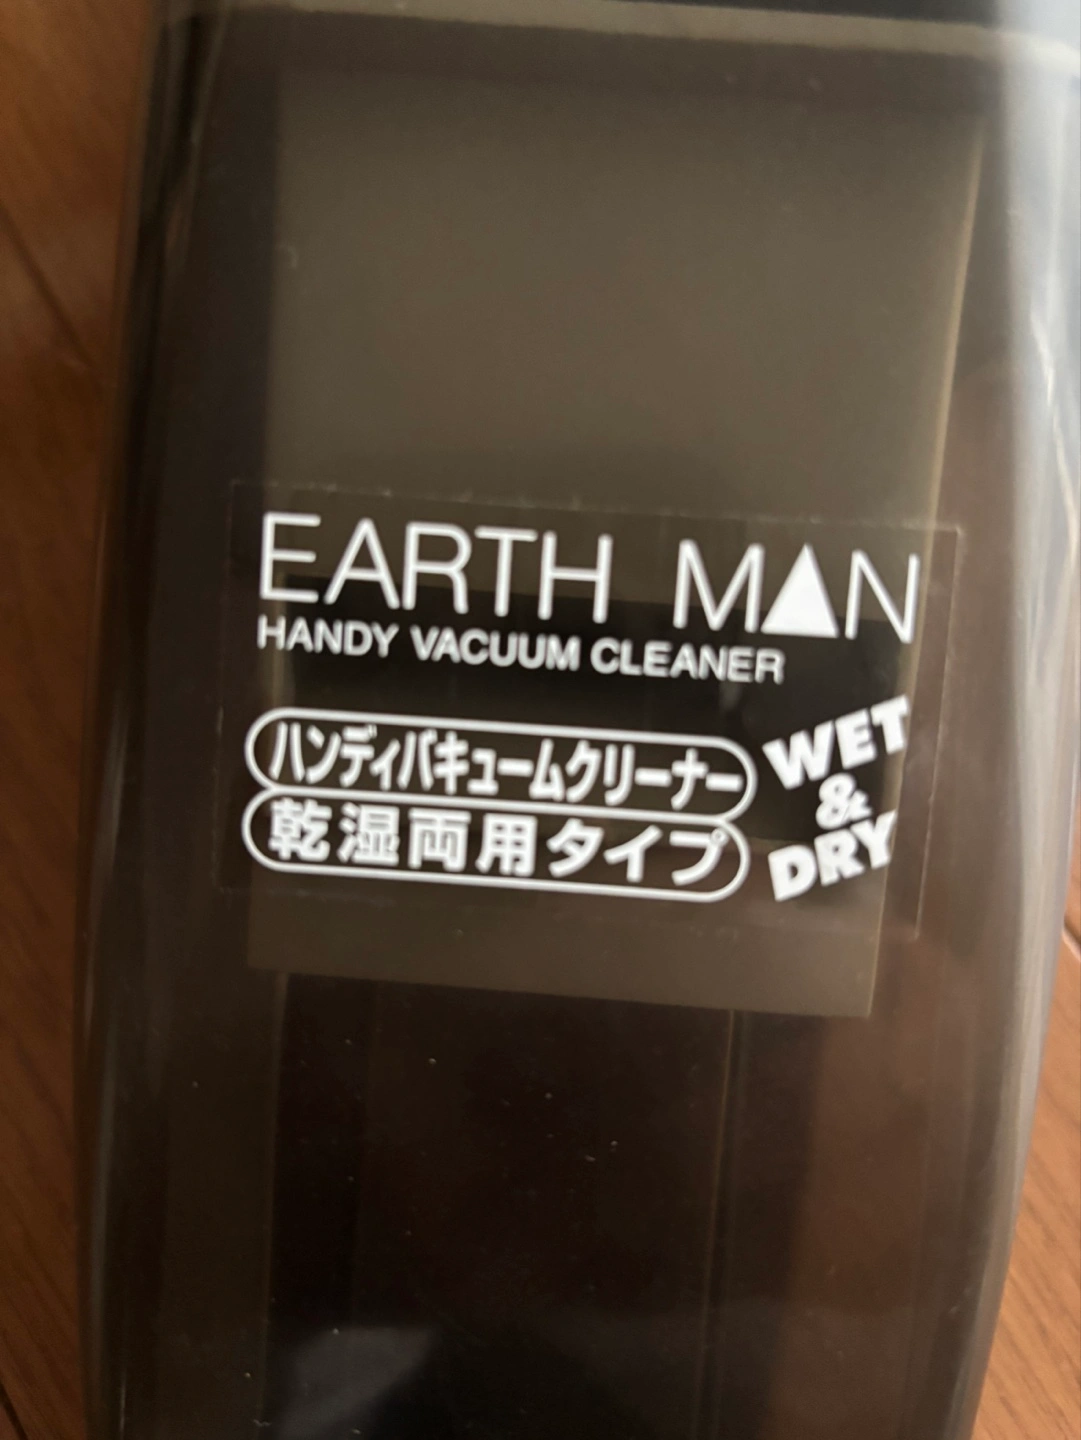 EARTH MAN
HANDY VACUUM CLEANER
ハンディバキュームクリーナー
乾湿両用タイプ
WET
&
DRY